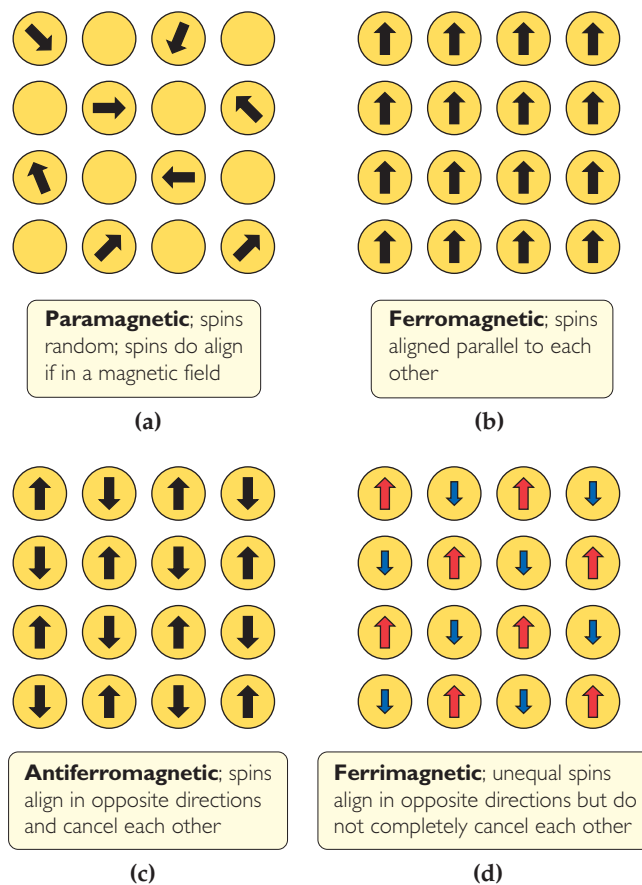 Paramagnetic; spins
random; spins do align
if in a magnetic field
(a)
Ferromagnetic; spins
aligned parallel to each
other
(b)
Antiferromagnetic; spins
align in opposite directions
and cancel each other
(c)
Ferrimagnetic; unequal spins
align in opposite directions but do
not completely cancel each other
(d)